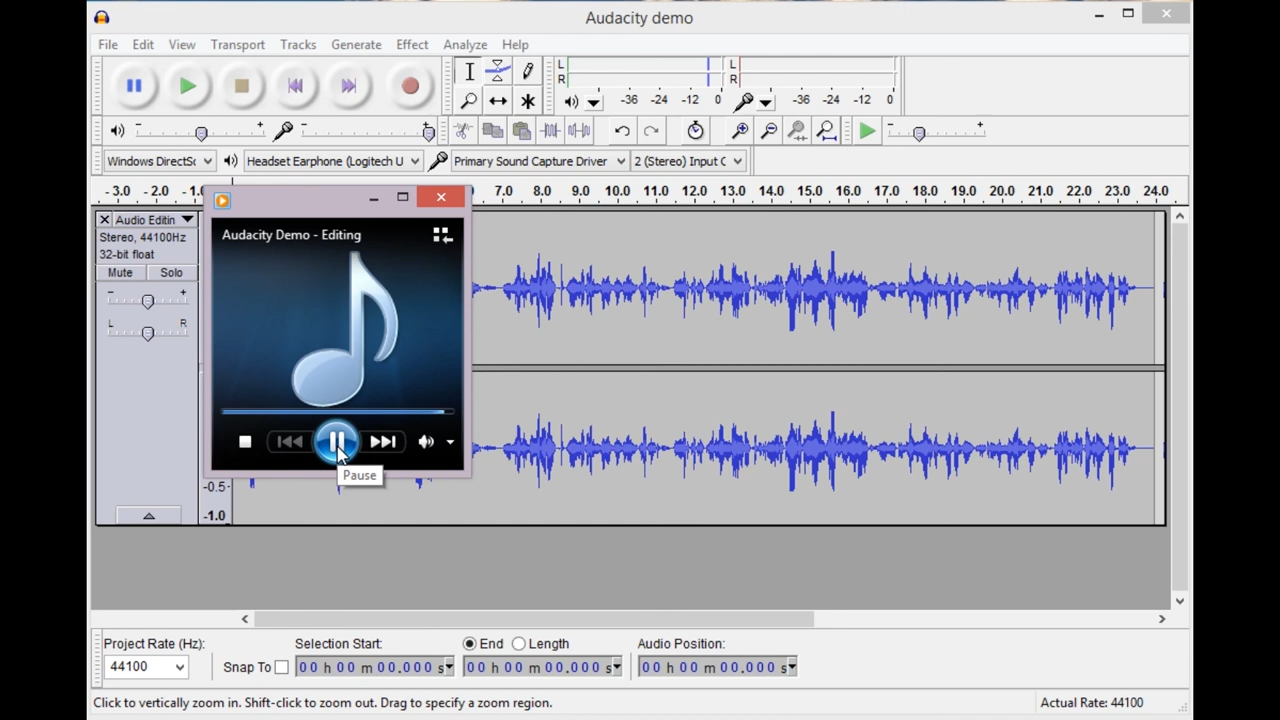 Audacity demo
File Edit View Transport Tracks Generate Effect Analyze Help
L
R
-36 -24 -12 0
L
R
-36 -24 -12 0
- + - +
- +
Windows DirectSc Headset Earphone (Logitech U Primary Sound Capture Driver 2 (Stereo) Input C
- 3.0 - 2.0 - 1.0 7.0 8.0 9.0 10.0 11.0 12.0 13.0 14.0 15.0 16.0 17.0 18.0 19.0 20.0 21.0 22.0 23.0 24.0
Audio Editin
Stereo, 44100Hz
32-bit float
Mute Solo
- +
L R
Audacity Demo - Editing
Pause
-0.5-
-1.0
Project Rate (Hz): Selection Start: End Length Audio Position:
44100 Snap To 00 h 00 m 00.000 s 00 h 00 m 00.000 s 00 h 00 m 00.000 s
Click to vertically zoom in. Shift-click to zoom out. Drag to specify a zoom region. Actual Rate: 44100